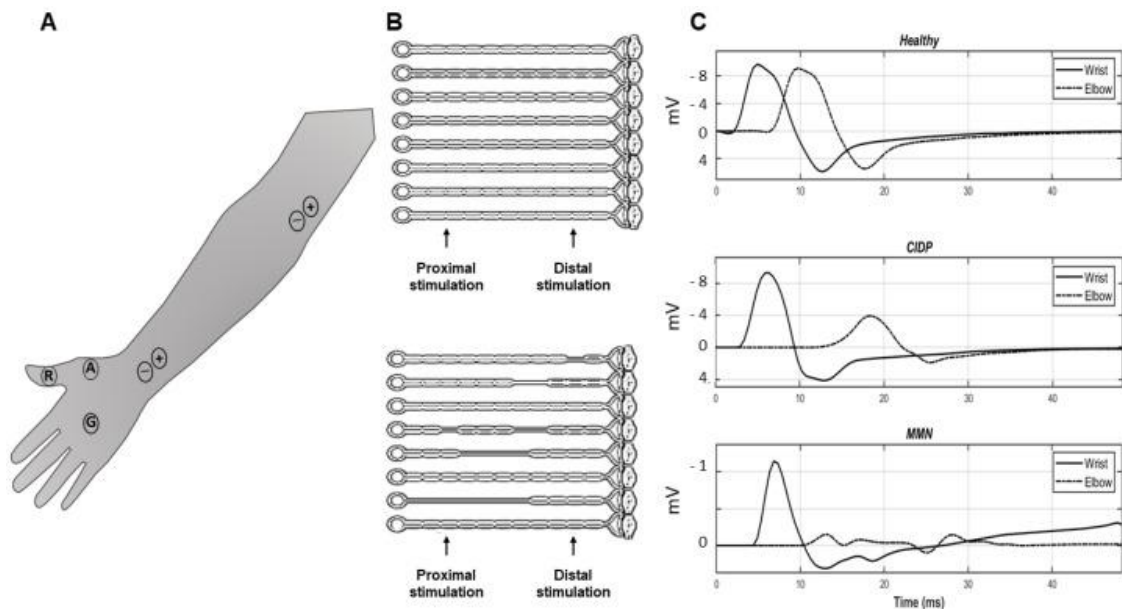 A
B
C
R
A
G
−
+
−
+
Proximal
stimulation
Distal
stimulation
Proximal
stimulation
Distal
stimulation
Healthy
Wrist
Elbow
mV
- 8
- 4
0
4
0
10
20
30
40
CIDP
Wrist
Elbow
mV
- 8
- 4
0
4
0
10
20
30
40
MMN
Wrist
Elbow
mV
- 1
0
0
10
20
30
40
Time (ms)